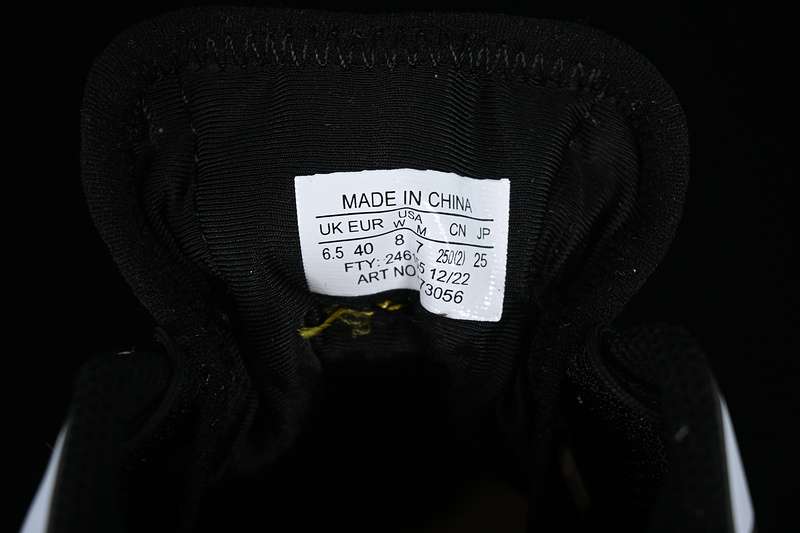 MADE IN CHINA
UK EUR USA CN JP
W M
6.5 40 8 7 250(2) 25
FTY: 246 5 12/22
ART NO 73056